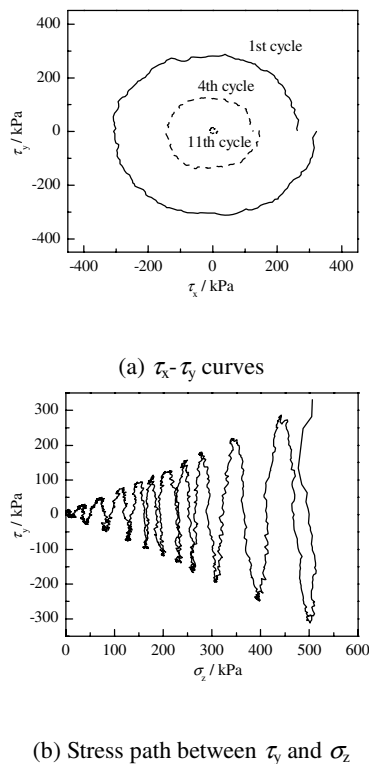 400
200
0
-200
-400
τy / kPa
1st cycle
4th cycle
11th cycle
-400 -200 0 200 400
τx / kPa
(a) τx- τy curves
300
200
100
0
-100
-200
-300
τy / kPa
0 100 200 300 400 500 600
σz / kPa
(b) Stress path between τy and σz